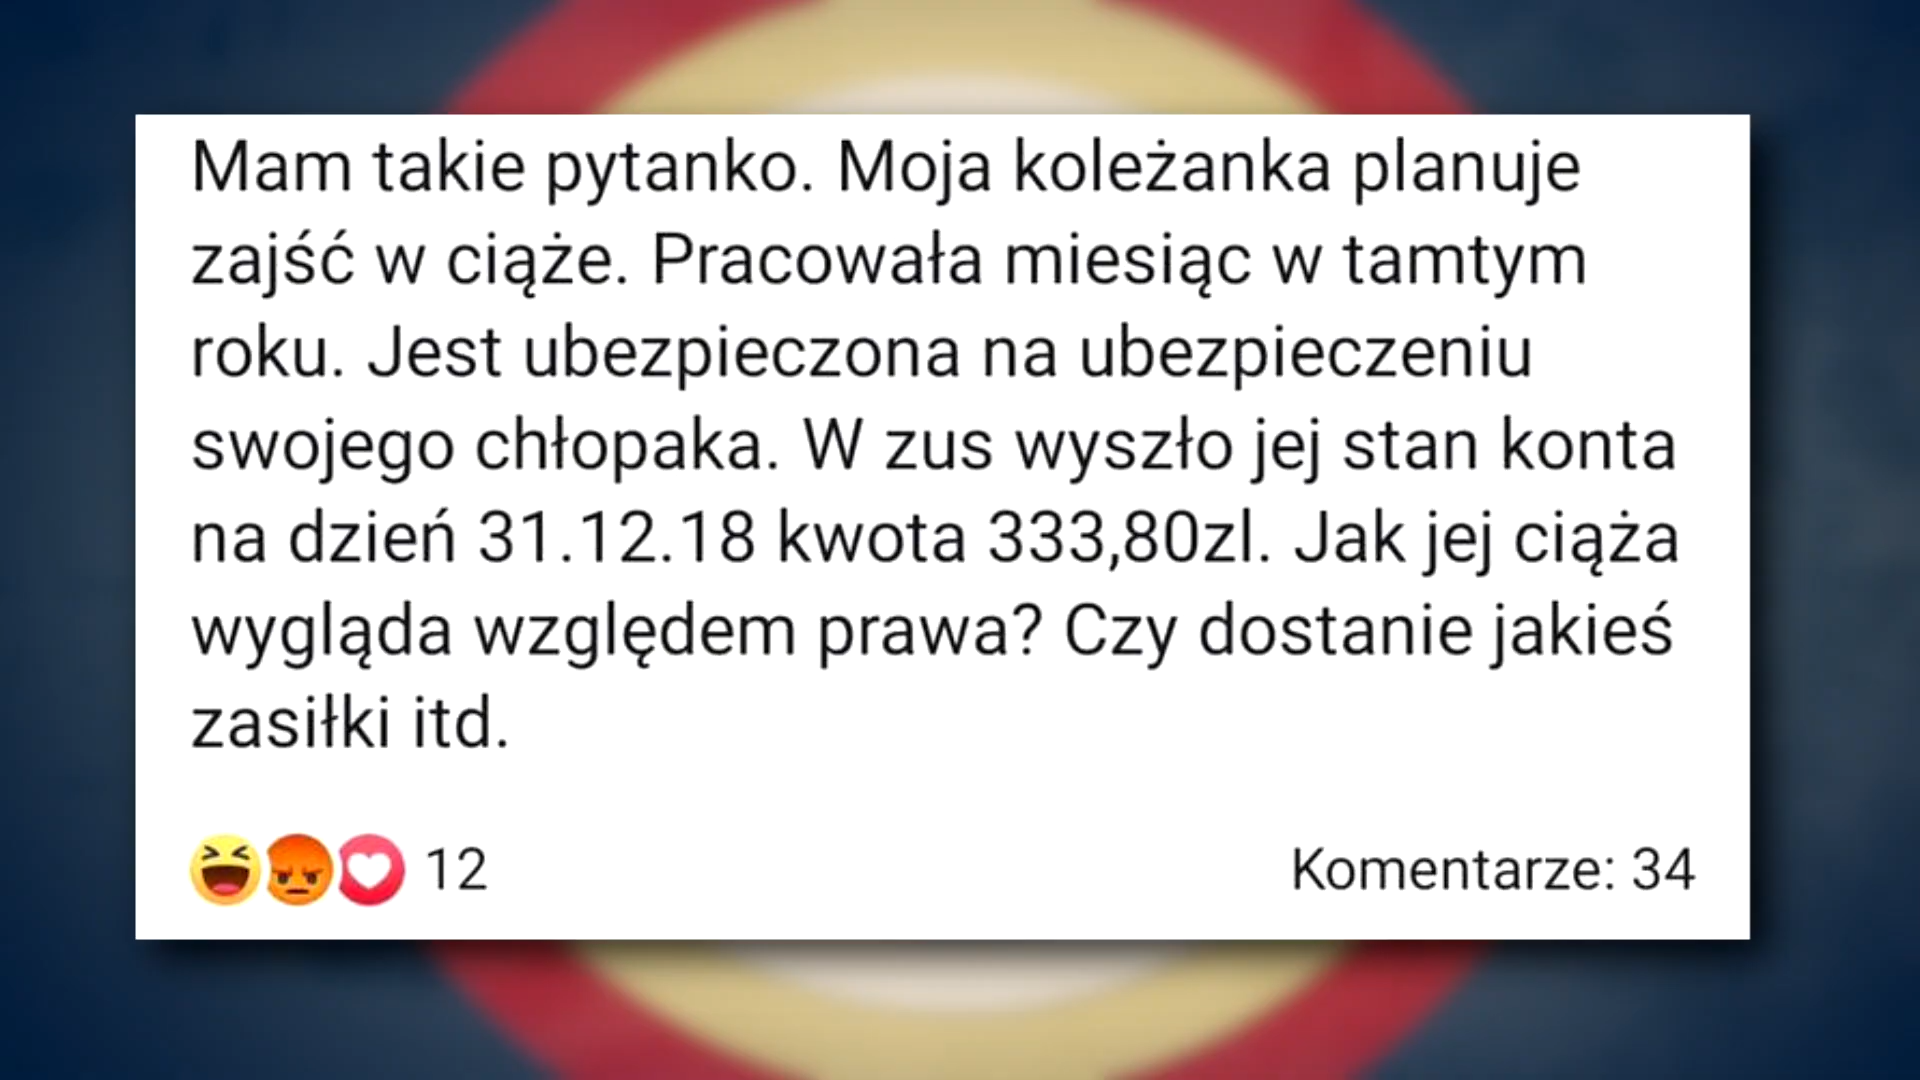 Mam takie pytanko. Moja koleżanka planuje
zajść w ciąże. Pracowała miesiąc w tamtym
roku. Jest ubezpieczona na ubezpieczeniu
swojego chłopaka. W zus wyszło jej stan konta
na dzień 31.12.18 kwota 333,80zl. Jak jej ciąża
wygląda względem prawa? Czy dostanie jakieś
zasiłki itd.
12
Komentarze: 34